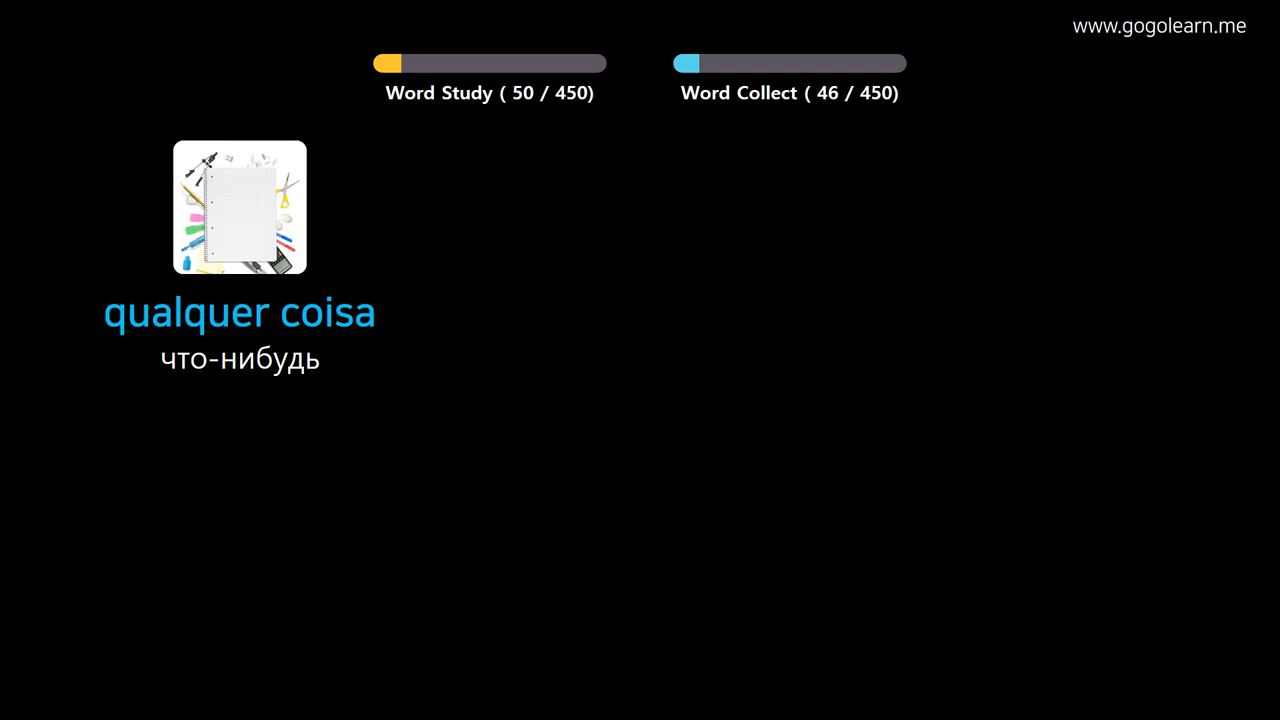 www.gogolearn.me
Word Study ( 50 / 450)
Word Collect ( 46 / 450)
qualquer coisa
что-нибудь